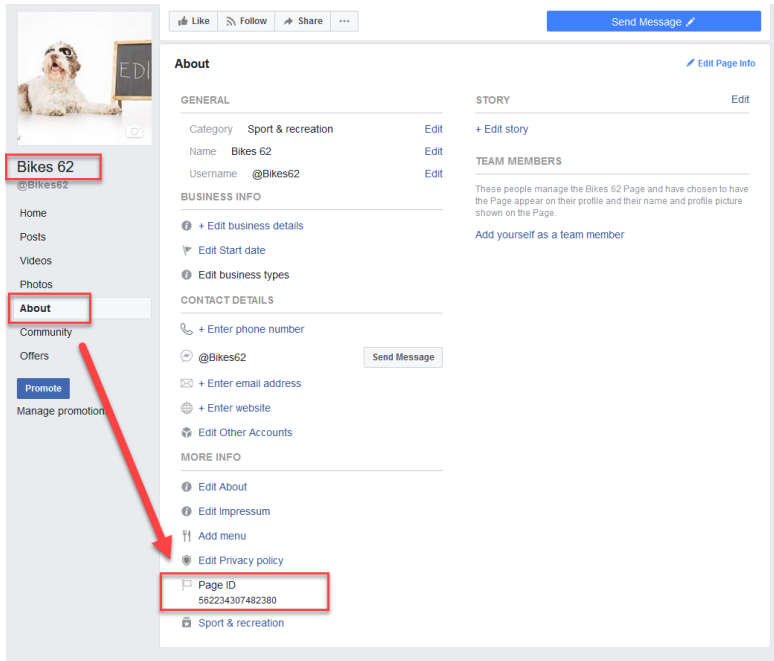 Like
Follow
Share
Send Message
EDI
Bikes 62
@Bikes62
Home
Posts
Videos
Photos
About
Community
Offers
Promote
Manage promotions
About
Edit Page Info
GENERAL
Category Sport & recreation Edit
Name Bikes 62 Edit
Username @Bikes62 Edit
BUSINESS INFO
+ Edit business details
Edit Start date
Edit business types
CONTACT DETAILS
+ Enter phone number
@Bikes62 Send Message
+ Enter email address
+ Enter website
Edit Other Accounts
MORE INFO
Edit About
Edit Impressum
Add menu
Edit Privacy policy
Page ID
562234307482380
Sport & recreation
STORY Edit
+ Edit story
TEAM MEMBERS
These people manage the Bikes 62 Page and have chosen to have
the Page appear on their profile and their name and profile picture
shown on the Page.
Add yourself as a team member